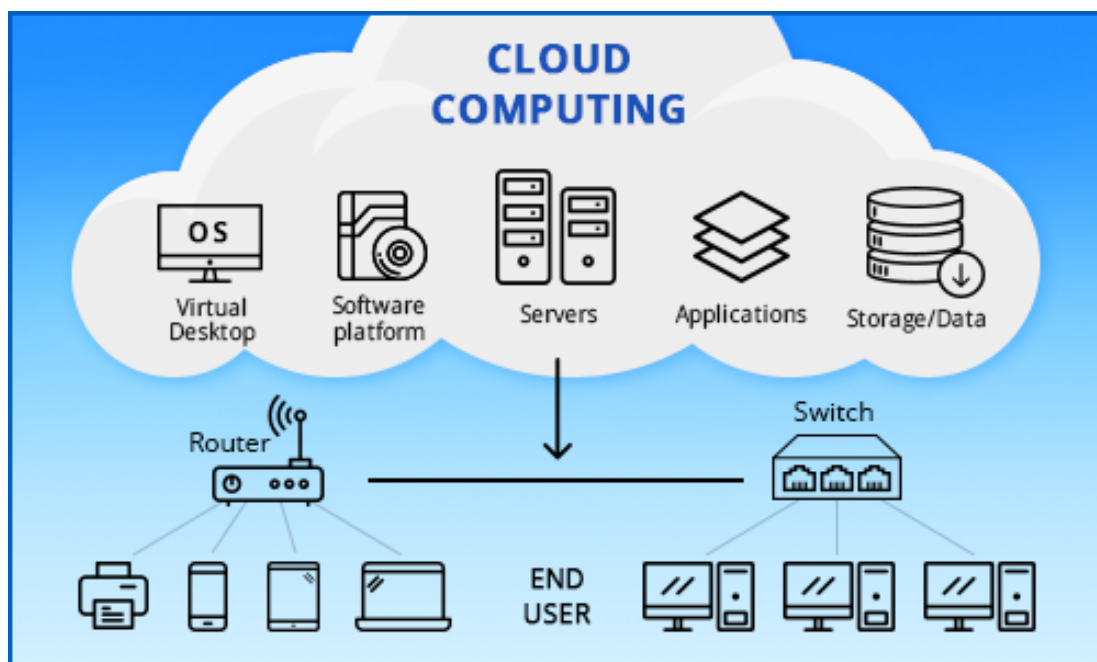 CLOUD
COMPUTING
OS
Virtual
Desktop
Software
platform
Servers
Applications
Storage/Data
Router
Switch
END
USER